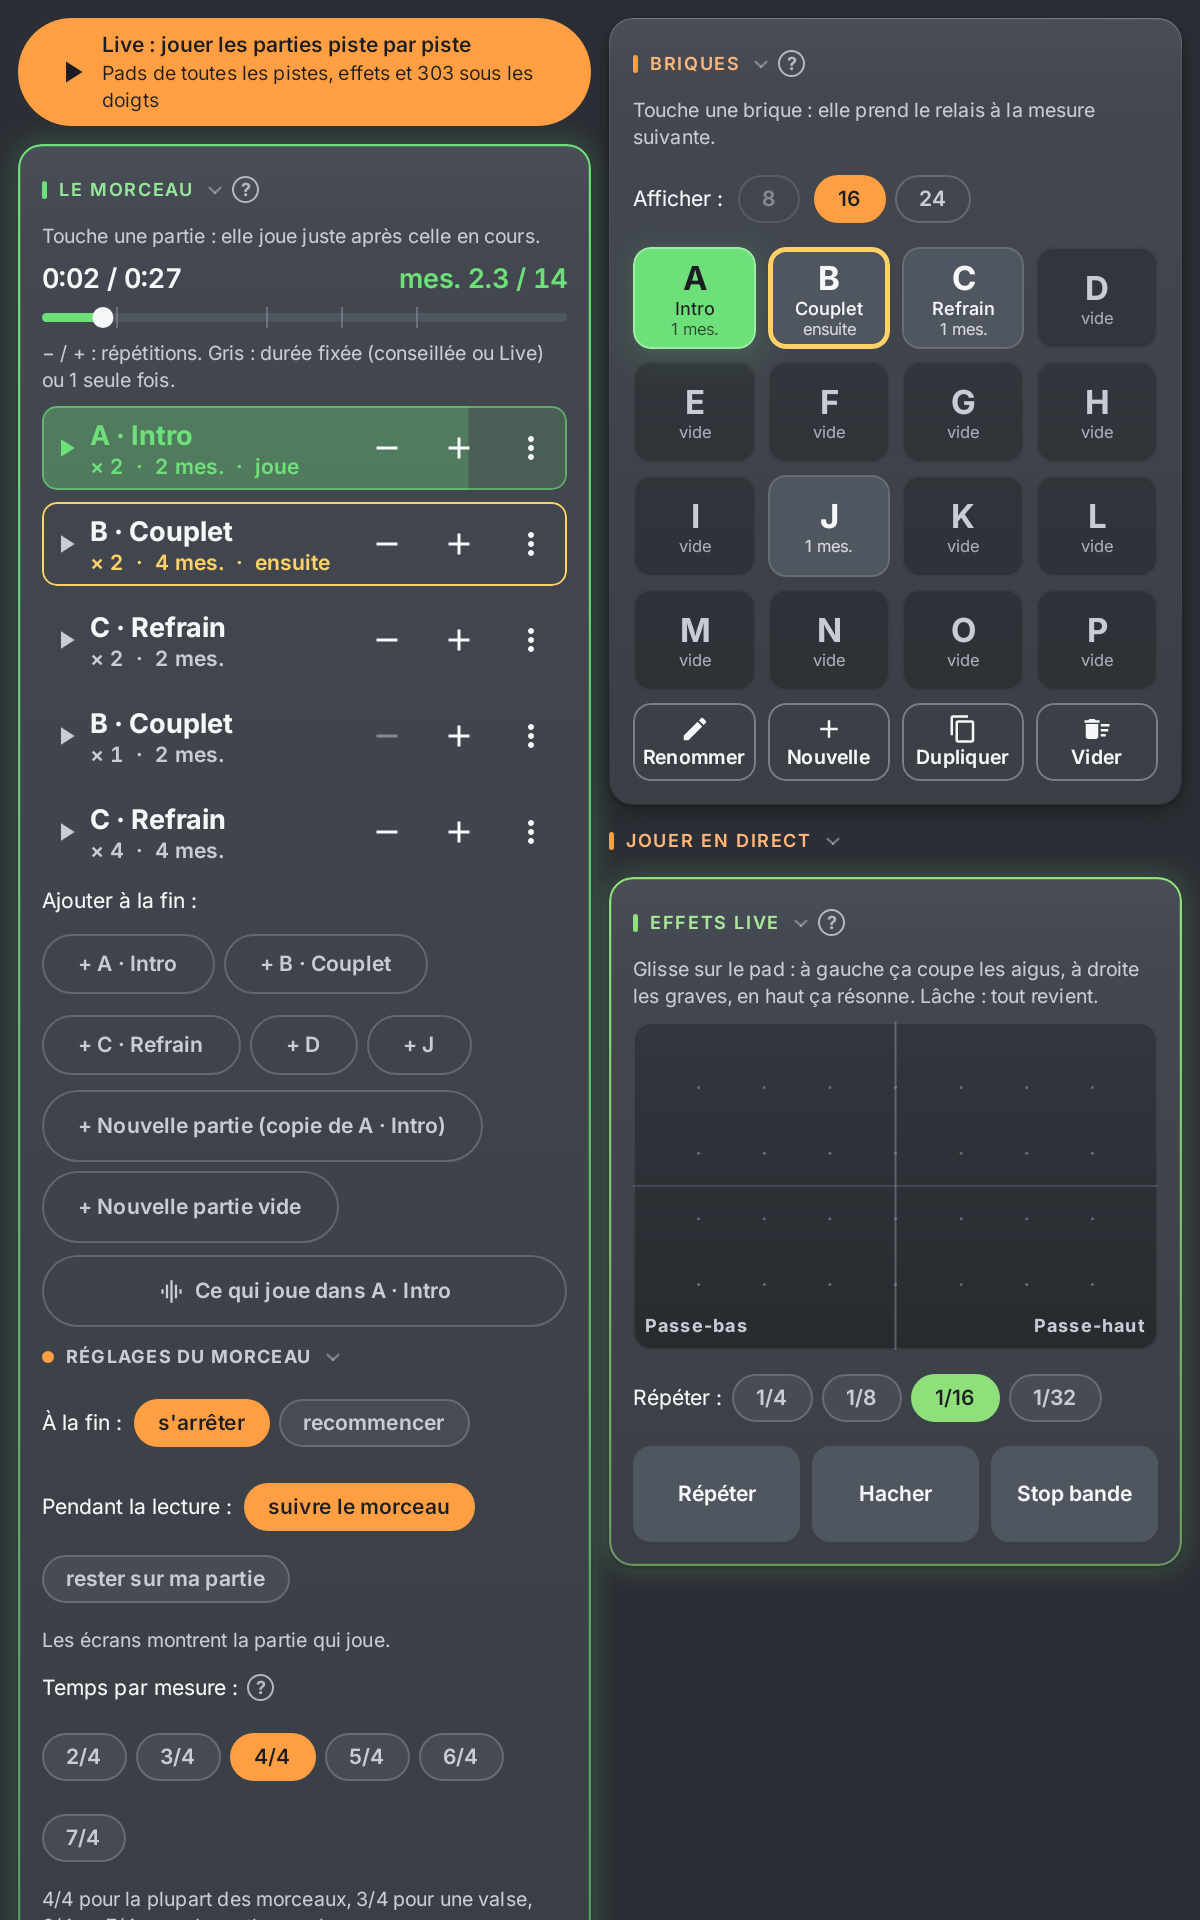 Live : jouer les parties piste par piste
Pads de toutes les pistes, effets et 303 sous les
doigts
LE MORCEAU ?
Touche une partie : elle joue juste après celle en cours.
0:02 / 0:27 mes. 2.3 / 14
− / + : répétitions. Gris : durée fixée (conseillée ou Live)
ou 1 seule fois.
A · Intro
× 2 · 2 mes. · joue
B · Couplet
× 2 · 4 mes. · ensuite
C · Refrain
× 2 · 2 mes.
B · Couplet
× 1 · 2 mes.
C · Refrain
× 4 · 4 mes.
Ajouter à la fin :
+ A · Intro + B · Couplet
+ C · Refrain + D + J
+ Nouvelle partie (copie de A · Intro)
+ Nouvelle partie vide
Ce qui joue dans A · Intro
RÉGLAGES DU MORCEAU
À la fin : s'arrêter recommencer
Pendant la lecture : suivre le morceau
rester sur ma partie
Les écrans montrent la partie qui joue.
Temps par mesure : ?
2/4 3/4 4/4 5/4 6/4
7/4
4/4 pour la plupart des morceaux, 3/4 pour une valse,
BRIQUES ?
Touche une brique : elle prend le relais à la mesure
suivante.
Afficher : 8 16 24
A B C D
Intro Couplet Refrain vide
1 mes. ensuite 1 mes.
E F G H
vide vide vide vide
I J K L
vide 1 mes. vide vide
M N O P
vide vide vide vide
Renommer Nouvelle Dupliquer Vider
JOUER EN DIRECT
EFFETS LIVE ?
Glisse sur le pad : à gauche ça coupe les aigus, à droite
les graves, en haut ça résonne. Lâche : tout revient.
Passe-bas Passe-haut
Répéter : 1/4 1/8 1/16 1/32
Répéter Hacher Stop bande